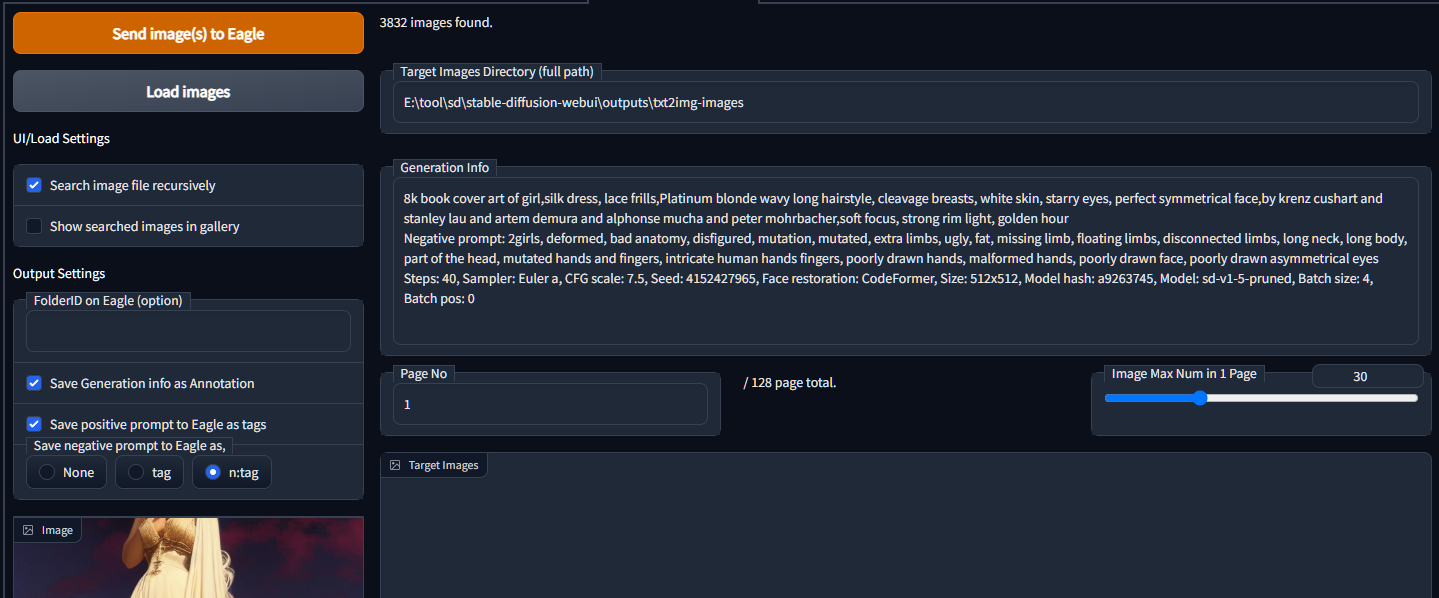 Send image(s) to Eagle
Load images
UI/Load Settings
Search image file recursively
Show searched images in gallery
Output Settings
FolderID on Eagle (option)
Save Generation info as Annotation
Save positive prompt to Eagle as tags
Save negative prompt to Eagle as,
None
tag
n:tag
Image
3832 images found.
Target Images Directory (full path)
E:\tool\sd\stable-diffusion-webui\outputs\txt2img-images
Generation Info
8k book cover art of girl,silk dress, lace frills,Platinum blonde wavy long hairstyle, cleavage breasts, white skin, starry eyes, perfect symmetrical face,by krenz cushart and
stanley lau and artem demura and alphonse mucha and peter mohrbacher,soft focus, strong rim light, golden hour
Negative prompt: 2girls, deformed, bad anatomy, disfigured, mutation, mutated, extra limbs, ugly, fat, missing limb, floating limbs, disconnected limbs, long neck, long body,
part of the head, mutated hands and fingers, intricate human hands fingers, poorly drawn hands, malformed hands, poorly drawn face, poorly drawn asymmetrical eyes
Steps: 40, Sampler: Euler a, CFG scale: 7.5, Seed: 4152427965, Face restoration: CodeFormer, Size: 512x512, Model hash: a9263745, Model: sd-v1-5-pruned, Batch size: 4,
Batch pos: 0
Page No
1
/ 128 page total.
Image Max Num in 1 Page
30
Target Images